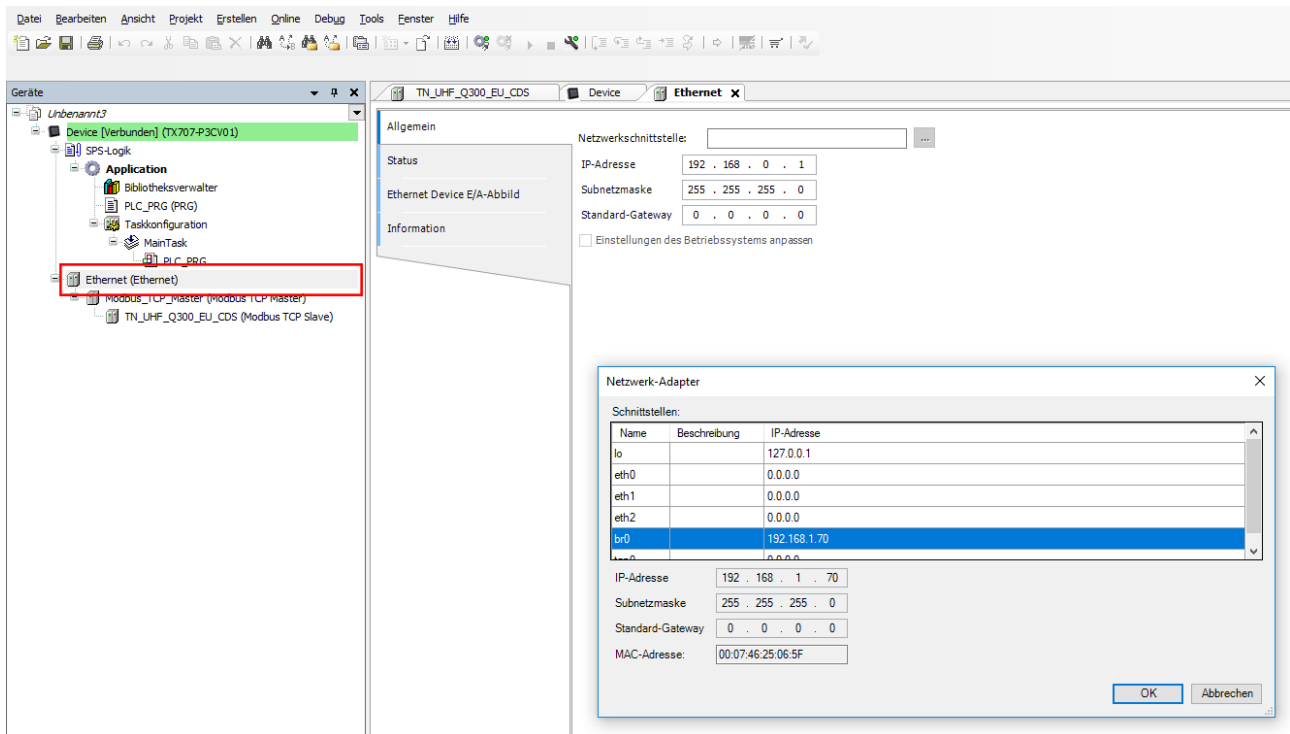 Datei Bearbeiten Ansicht Projekt Erstellen Online Debug Tools Fenster Hilfe
Geräte
Unbenannt3
Device [Verbunden] (TX707-P3CV01)
SPS-Logik
Application
Bibliotheksverwalter
PLC_PRG (PRG)
Taskkonfiguration
MainTask
PLC_PRG
Ethernet (Ethernet)
Modbus_TCP_Master (Modbus TCP Master)
TN_UHF_Q300_EU_CDS (Modbus TCP Slave)
TN_UHF_Q300_EU_CDS Device Ethernet
Allgemein
Status
Ethernet Device E/A-Abbild
Information
Netzwerkschnittstelle: ...
IP-Adresse 192 . 168 . 0 . 1
Subnetzmaske 255 . 255 . 255 . 0
Standard-Gateway 0 . 0 . 0 . 0
Einstellungen des Betriebssystems anpassen
Netzwerk-Adapter
Schnittstellen:
Name Beschreibung IP-Adresse
lo 127.0.0.1
eth0 0.0.0.0
eth1 0.0.0.0
eth2 0.0.0.0
br0 192.168.1.70
IP-Adresse 192 . 168 . 1 . 70
Subnetzmaske 255 . 255 . 255 . 0
Standard-Gateway 0 . 0 . 0 . 0
MAC-Adresse: 00:07:46:25:06:5F
OK Abbrechen